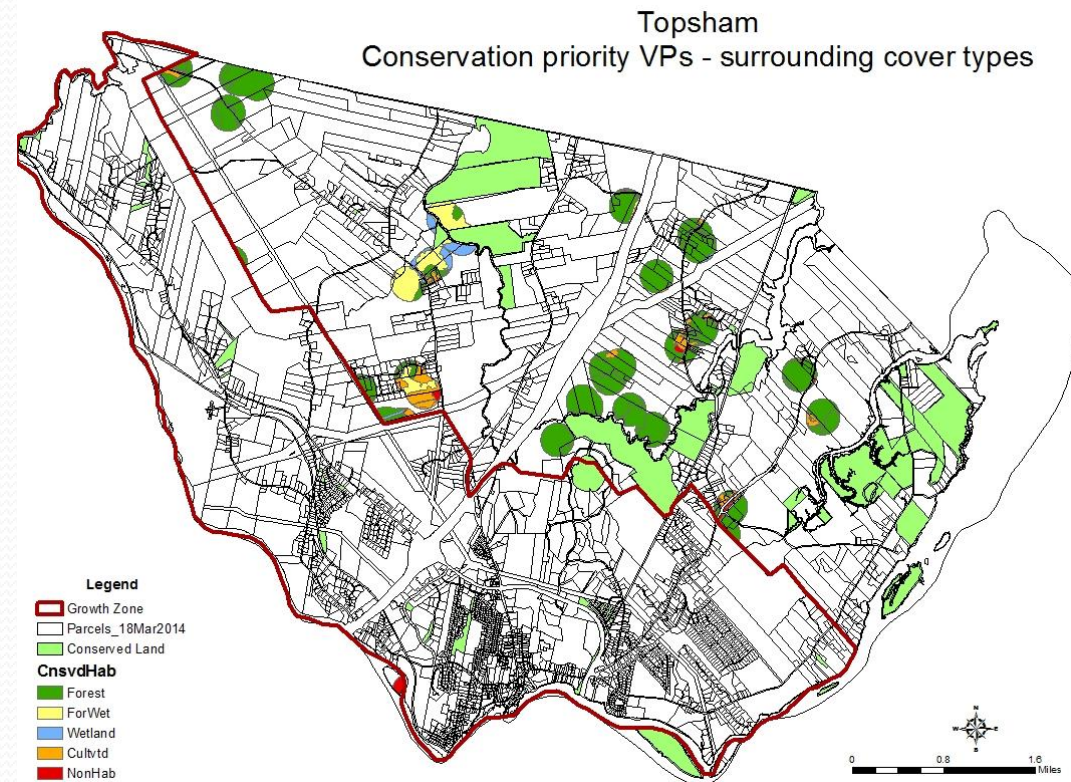 Topsham
Conservation priority VPs - surrounding cover types
Legend
Growth Zone
Parcels_18Mar2014
Conserved Land
CnsvdHab
Forest
ForWet
Wetland
Cultvtd
NonHab
N
W E
S
0 0.8 1.6
Miles